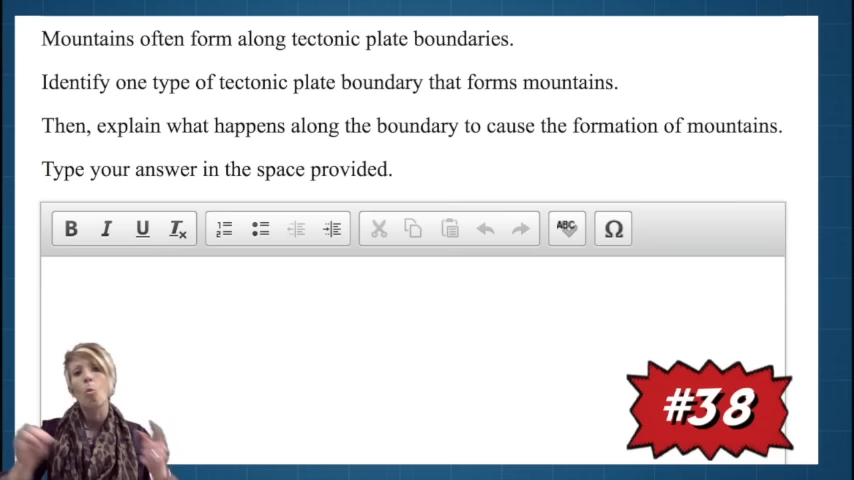 Mountains often form along tectonic plate boundaries.
Identify one type of tectonic plate boundary that forms mountains.
Then, explain what happens along the boundary to cause the formation of mountains.
Type your answer in the space provided.
B I U Tx ABC Ω
#38